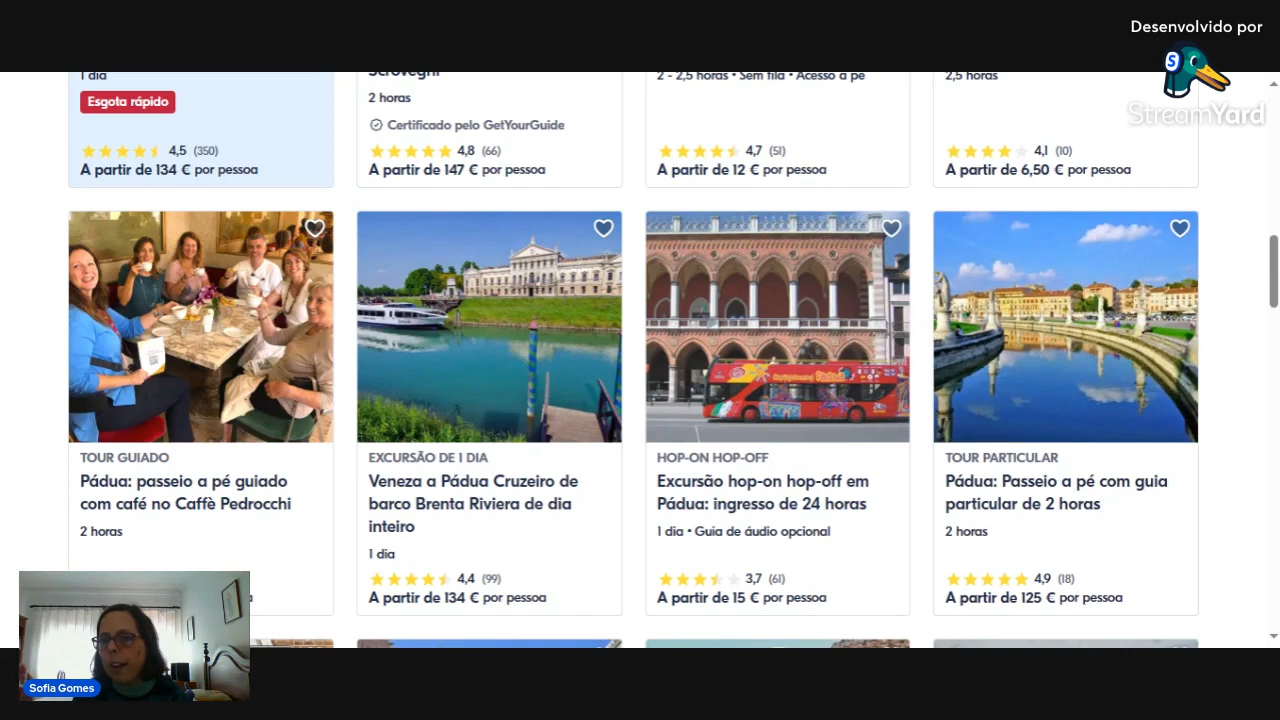 Desenvolvido por
StreamYard
1 dia
Scrovegni
2 - 2,5 horas • Sem fila • Acesso a pé
2,5 horas
Esgota rápido
2 horas
Certificado pelo GetYourGuide
4,5 (350)
4,8 (66)
4,7 (51)
4,1 (10)
A partir de 134 € por pessoa
A partir de 147 € por pessoa
A partir de 12 € por pessoa
A partir de 6,50 € por pessoa
TOUR GUIADO
Pádua: passeio a pé guiado
com café no Caffè Pedrocchi
2 horas
EXCURSÃO DE 1 DIA
Veneza a Pádua Cruzeiro de
barco Brenta Riviera de dia
inteiro
1 dia
4,4 (99)
A partir de 134 € por pessoa
HOP-ON HOP-OFF
Excursão hop-on hop-off em
Pádua: ingresso de 24 horas
1 dia • Guia de áudio opcional
3,7 (61)
A partir de 15 € por pessoa
TOUR PARTICULAR
Pádua: Passeio a pé com guia
particular de 2 horas
2 horas
4,9 (18)
A partir de 125 € por pessoa
Sofia Gomes